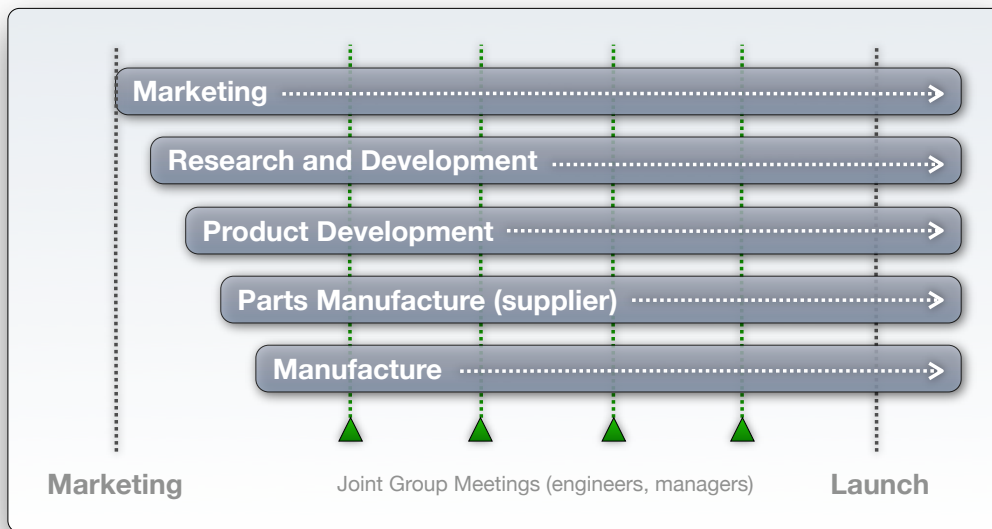 Marketing
Research and Development
Product Development
Parts Manufacture (supplier)
Manufacture
Marketing
Joint Group Meetings (engineers, managers)
Launch